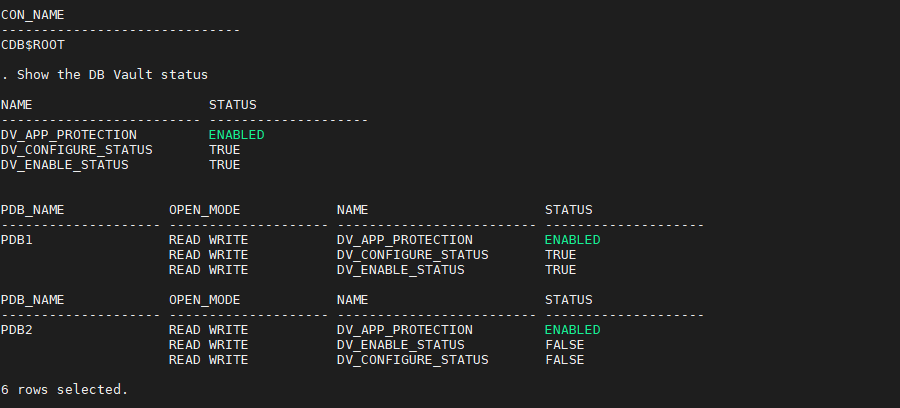 CON_NAME
------------------------------
CDB$ROOT
. Show the DB Vault status
NAME                      STATUS
------------------------- --------------------
DV_APP_PROTECTION         ENABLED
DV_CONFIGURE_STATUS       TRUE
DV_ENABLE_STATUS          TRUE
PDB_NAME             OPEN_MODE            NAME                      STATUS
-------------------- -------------------- ------------------------- --------------------
PDB1                 READ WRITE           DV_APP_PROTECTION         ENABLED
                     READ WRITE           DV_CONFIGURE_STATUS       TRUE
                     READ WRITE           DV_ENABLE_STATUS          TRUE
PDB_NAME             OPEN_MODE            NAME                      STATUS
-------------------- -------------------- ------------------------- --------------------
PDB2                 READ WRITE           DV_APP_PROTECTION         ENABLED
                     READ WRITE           DV_ENABLE_STATUS          FALSE
                     READ WRITE           DV_CONFIGURE_STATUS       FALSE
6 rows selected.